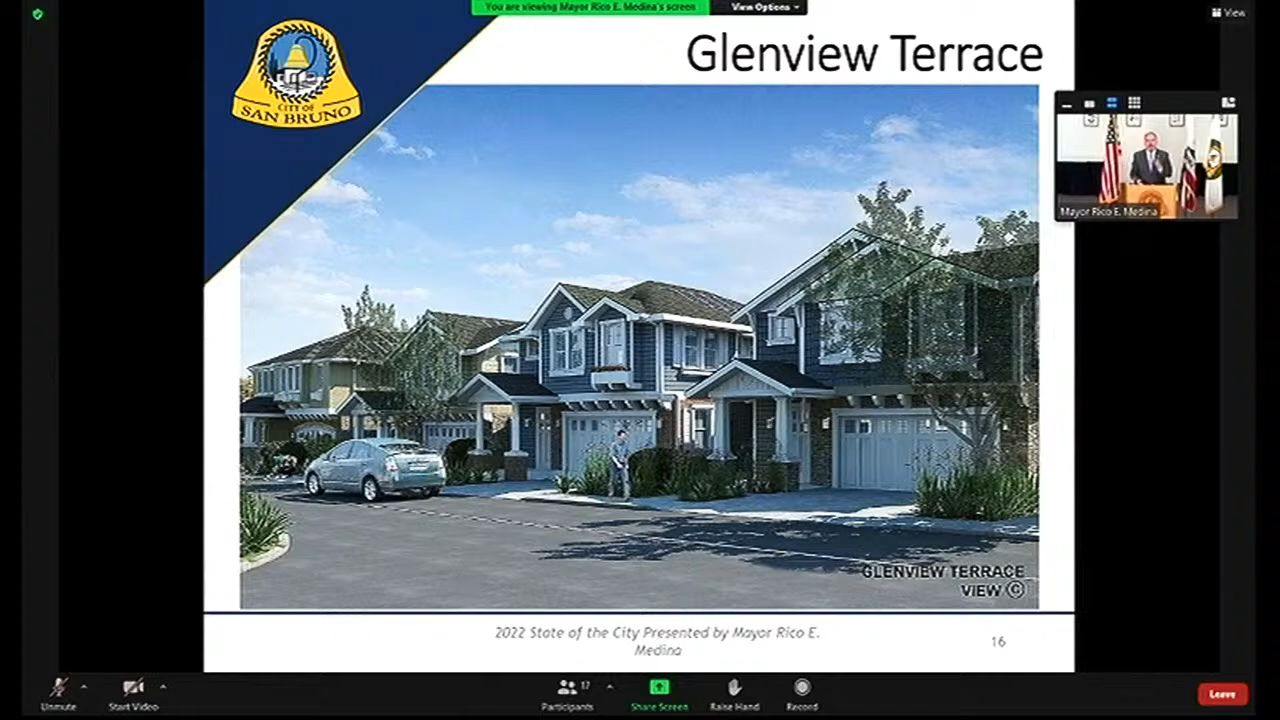 You are viewing Mayor Rico E. Medina's screen
View Options
View
CITY OF
SAN BRUNO
Glenview Terrace
Mayor Rico E. Medina
GLENVIEW TERRACE
VIEW ©
2022 State of the City Presented by Mayor Rico E.
Medina
16
Unmute
Start Video
17
Participants
Share Screen
Raise Hand
Record
Leave